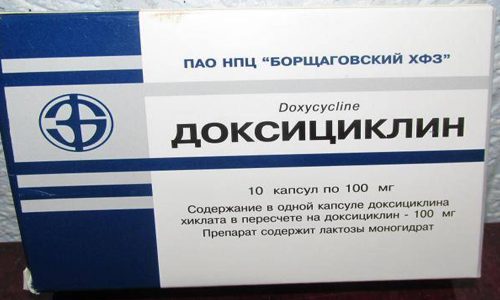 ПАО НПЦ "БОРЩАГОВСКИЙ ХФЗ"
Doxycycline
ДОКСИЦИКЛИН
10 капсул по 100 мг
Содержание в одной капсуле доксициклина
хиклата в пересчете на доксициклин - 100 мг
Препарат содержит лактозы моногидрат